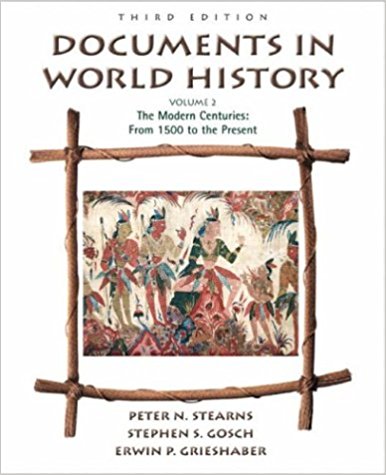 THIRD EDITION
DOCUMENTS IN
WORLD HISTORY
VOLUME 2
The Modern Centuries:
From 1500 to the Present
PETER N. STEARNS
STEPHEN S. GOSCH
ERWIN P. GRIESHABER